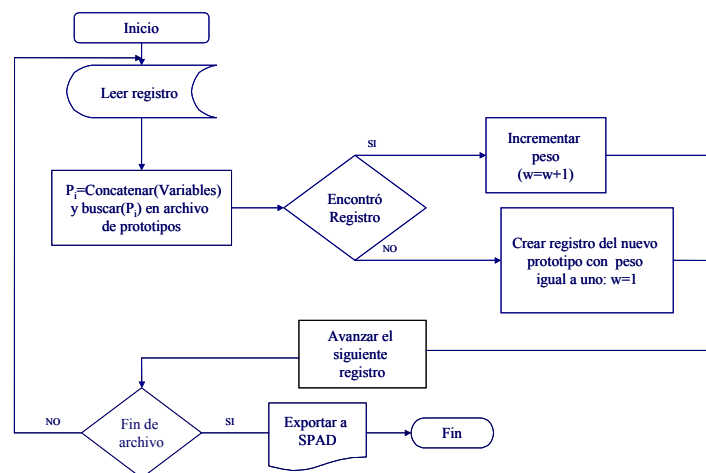 Inicio
Leer registro
P_i=Concatenar(Variables)
y buscar(P_i) en archivo
de prototipos
Encontró
Registro
SI
Incrementar
peso
(w=w+1)
NO
Crear registro del nuevo
prototipo con peso
igual a uno: w=1
Avanzar el
siguiente
registro
Fin de
archivo
NO
SI
Exportar a
SPAD
Fin